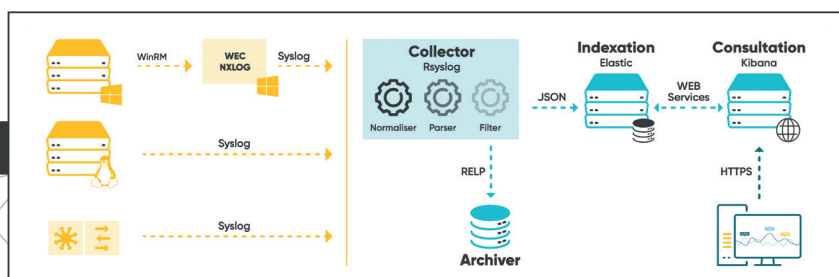 WinRM
WEC
NXLOG
Syslog
Syslog
Syslog
Collector
Rsyslog
Normaliser
Parser
Filter
JSON
RELP
Archiver
Indexation
Elastic
WEB
Services
Consultation
Kibana
HTTPS